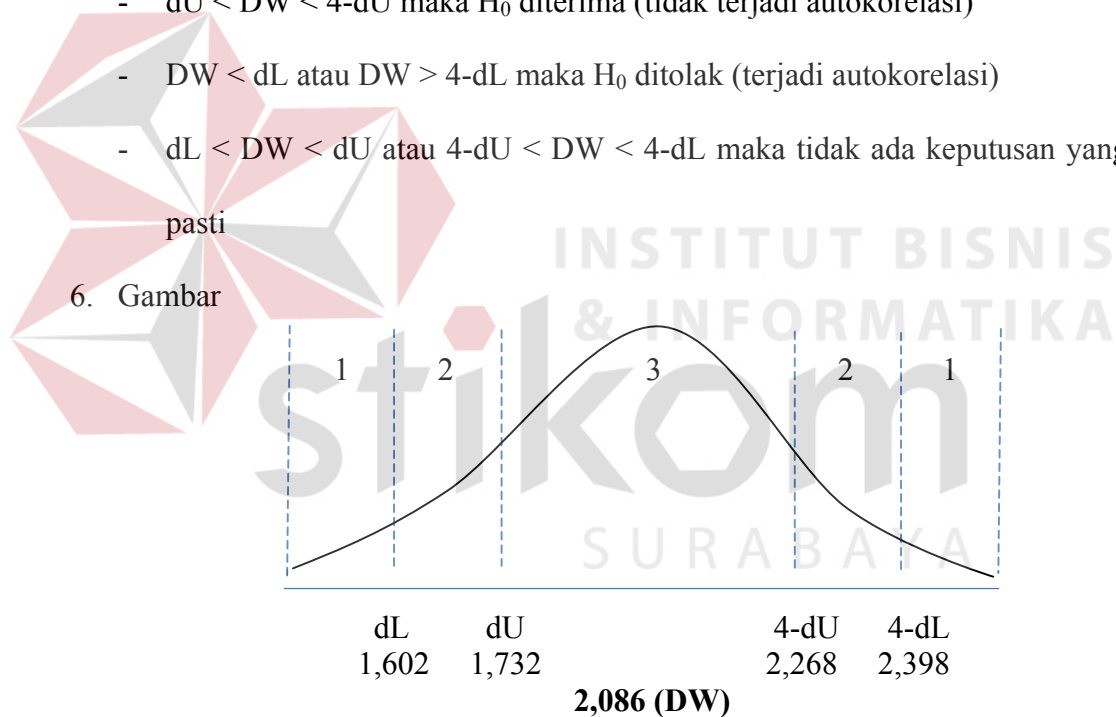 - dU < DW < 4-dU maka H₀ diterima (tidak terjadi autokorelasi)
- DW < dL atau DW > 4-dL maka H₀ ditolak (terjadi autokorelasi)
- dL < DW < dU atau 4-dU < DW < 4-dL maka tidak ada keputusan yang
pasti
INSTITUT BISNIS
6. Gambar
& INFORMATIKA
1 2 3 2 1
stikom
SURABAYA
dL dU 4-dU 4-dL
1,602 1,732 2,268 2,398
2,086 (DW)